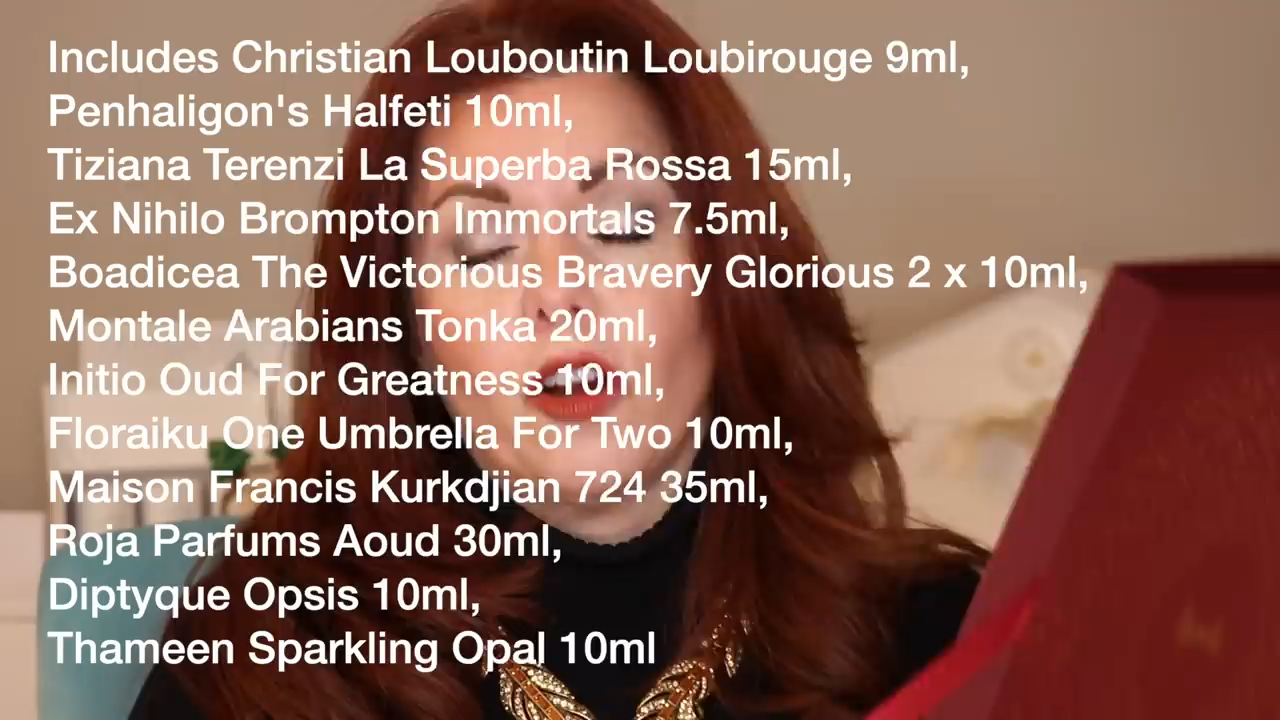 Includes Christian Louboutin Loubirouge 9ml,
Penhaligon's Halfeti 10ml,
Tiziana Terenzi La Superba Rossa 15ml,
Ex Nihilo Brompton Immortals 7.5ml,
Boadicea The Victorious Bravery Glorious 2 x 10ml,
Montale Arabians Tonka 20ml,
Initio Oud For Greatness 10ml,
Floraiku One Umbrella For Two 10ml,
Maison Francis Kurkdjian 724 35ml,
Roja Parfums Aoud 30ml,
Diptyque Opsis 10ml,
Thameen Sparkling Opal 10ml